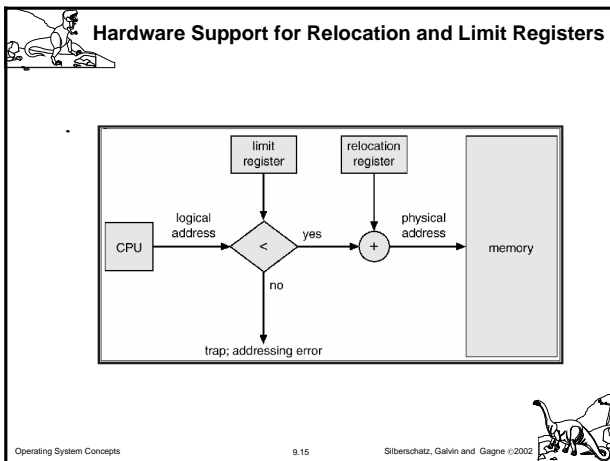 Hardware Support for Relocation and Limit Registers
limit
register
relocation
register
logical
address
physical
address
CPU
<
yes
+
memory
no
trap; addressing error
Operating System Concepts
9.15
Silberschatz, Galvin and Gagne ©2002